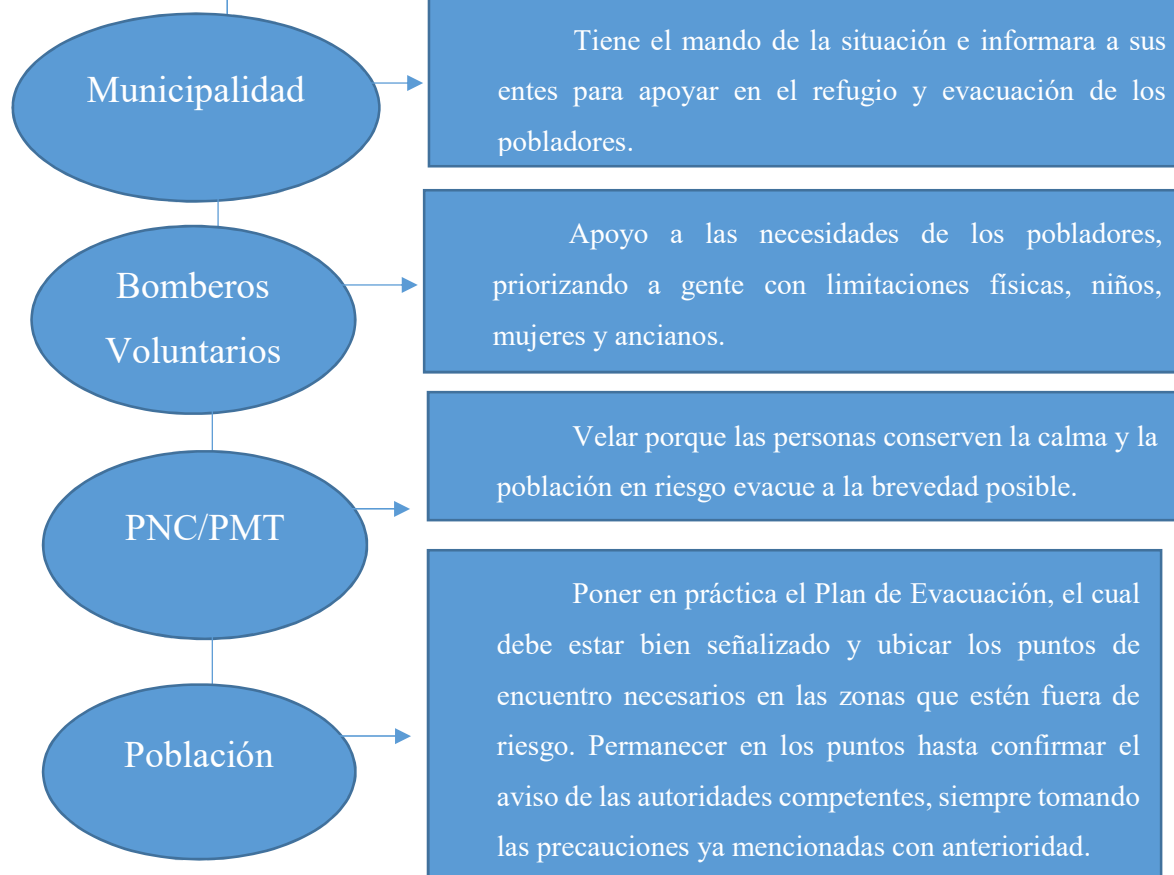 Municipalidad
Tiene el mando de la situación e informara a sus
entes para apoyar en el refugio y evacuación de los
pobladores.
Bomberos
Voluntarios
Apoyo a las necesidades de los pobladores,
priorizando a gente con limitaciones físicas, niños,
mujeres y ancianos.
PNC/PMT
Velar porque las personas conserven la calma y la
población en riesgo evacue a la brevedad posible.
Población
Poner en práctica el Plan de Evacuación, el cual
debe estar bien señalizado y ubicar los puntos de
encuentro necesarios en las zonas que estén fuera de
riesgo. Permanecer en los puntos hasta confirmar el
aviso de las autoridades competentes, siempre tomando
las precauciones ya mencionadas con anterioridad.